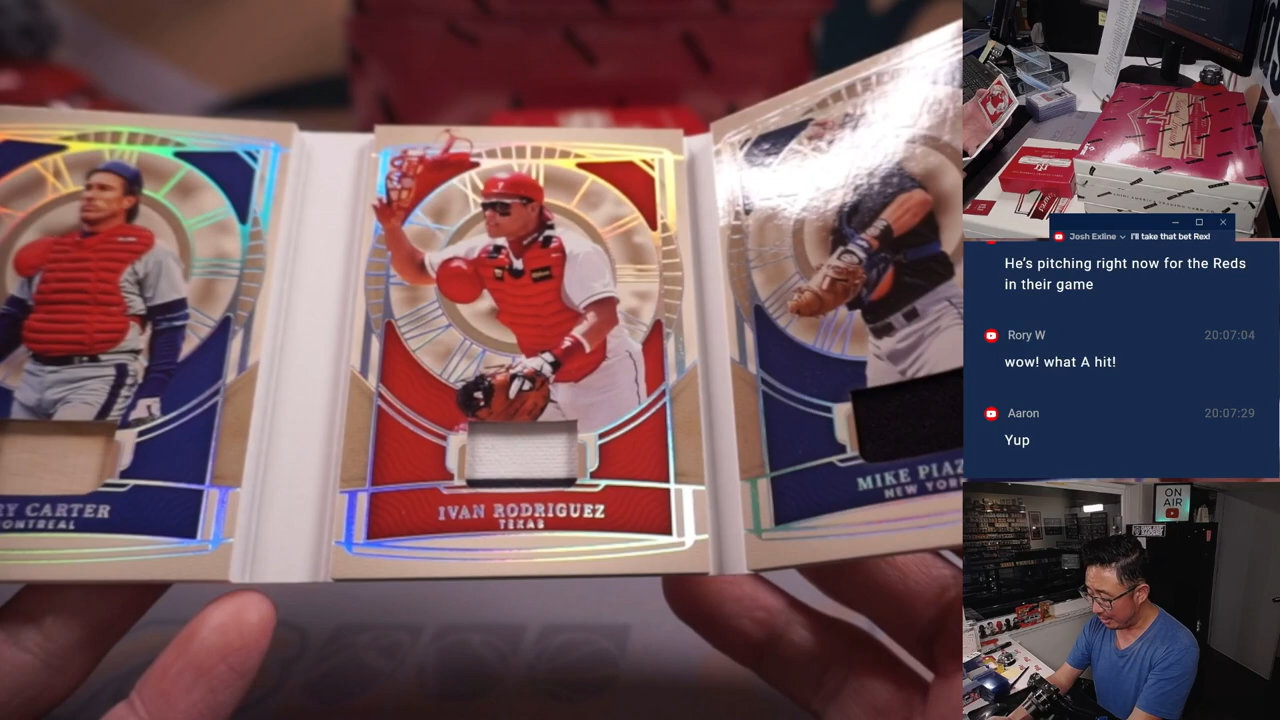 RY CARTER
MONTREAL
IVAN RODRIGUEZ
TEXAS
MIKE PIAZ
NEW YORK
Josh Exline I'll take that bet Rex!
He's pitching right now for the Reds
in their game
Rory W 20:07:04
wow! what A hit!
Aaron 20:07:29
Yup
ON
AIR